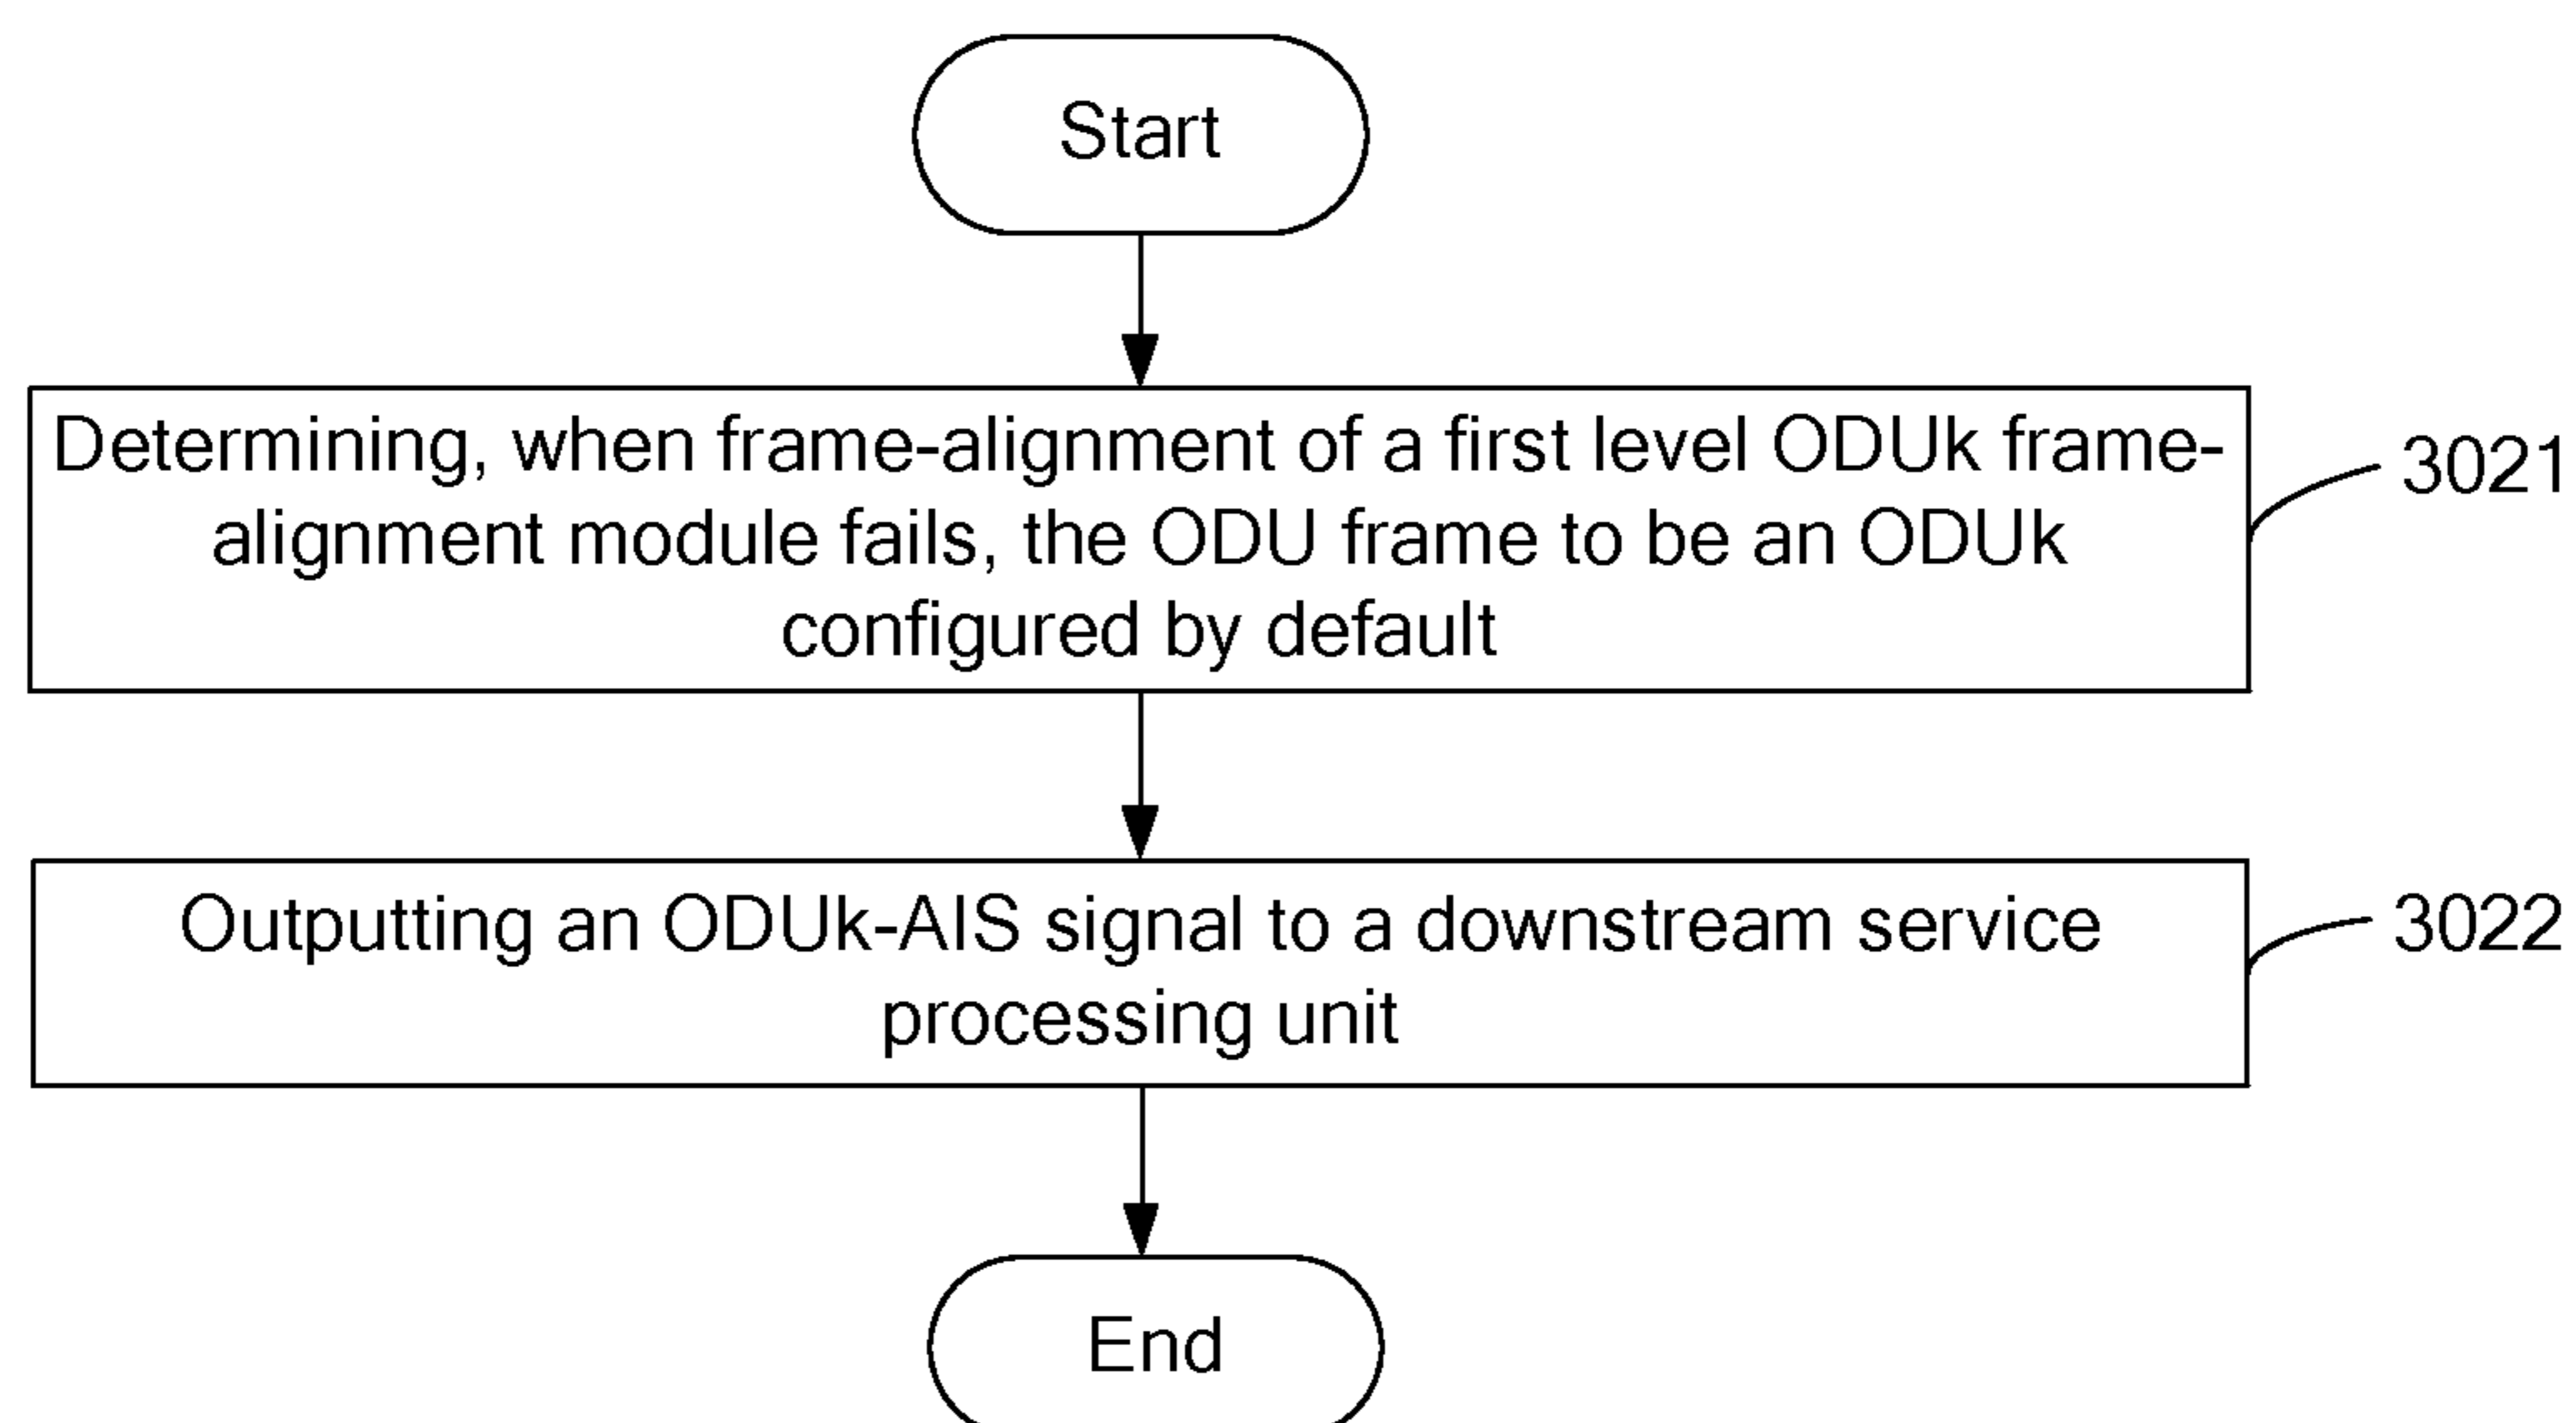 Start
Determining, when frame-alignment of a first level ODUk frame-
alignment module fails, the ODU frame to be an ODUk
configured by default
3021
Outputting an ODUk-AIS signal to a downstream service
processing unit
3022
End